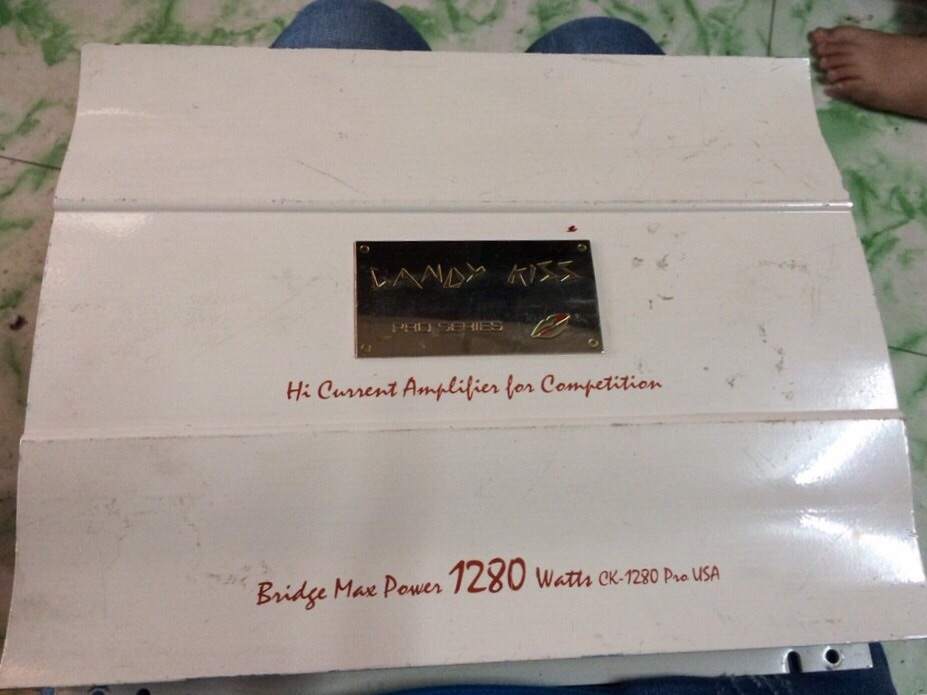 CANDY KISS
PRO SERIES
Hi Current Amplifier for Competition
Bridge Max Power 1280 Watts CK-1280 Pro USA